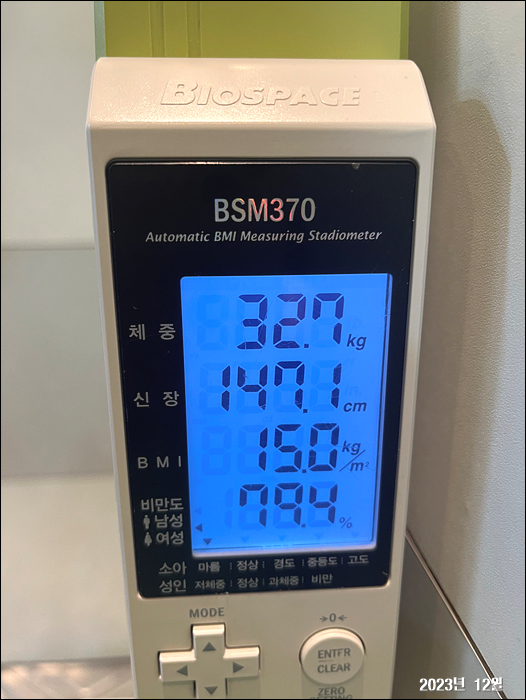 BIOSPACE
BSM370
Automatic BMI Measuring Stadiometer
체 중 32.7 kg
신 장 147.1 cm
B M I 15.0 kg/m²
비만도 79.4 %
남성
여성
소아 마름 정상 경도 중등도 고도
성인 저체중 정상 과체중 비만
MODE →0←
ENTER
CLEAR
ZERO
2023년 12월